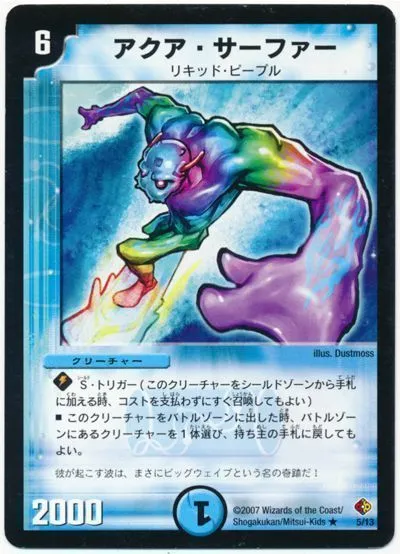 6
アクア・サーファー
リキッド・ピープル
illus. Dustmoss
クリーチャー
S・トリガー(このクリーチャーをシールドゾーンから手札
に加える時、コストを支払わずにすぐ召喚してもよい)
■ このクリーチャーをバトルゾーンに出した時、バトルゾー
ンにあるクリーチャーを1体選び、持ち主の手札に戻しても
よい。
彼が起こす波は、まさにビッグウェイブという名の奇蹟だ!
2000
1
©2007 Wizards of the Coast/
Shogakukan/Mitsui-Kids ★ 5/13